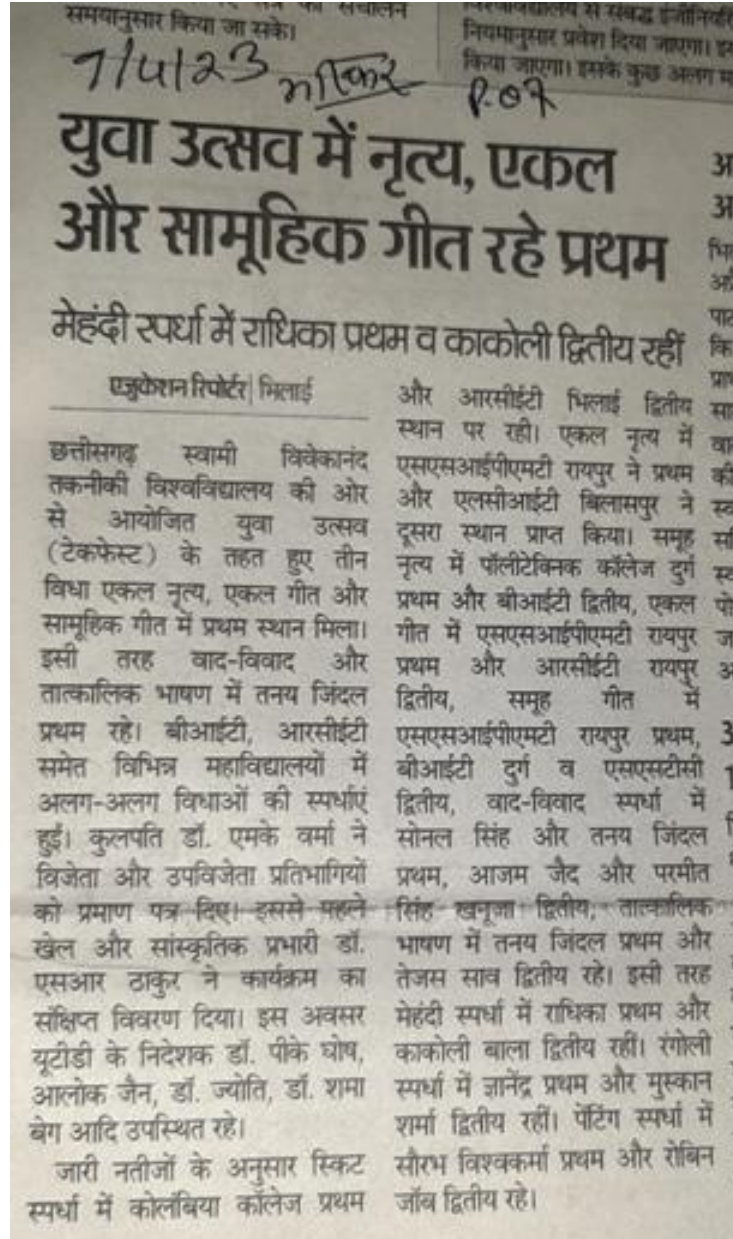 समयानुसार किया जा सके।
नियमानुसार प्रवेश दिया जाएगा।
किया जाएगा। इसके कुछ अलग
7/4/23 भास्कर P.07
युवा उत्सव में नृत्य, एकल
और सामूहिक गीत रहे प्रथम
मेहंदी स्पर्धा में राधिका प्रथम व काकोली द्वितीय रहीं
एजुकेशन रिपोर्टर | भिलाई
छत्तीसगढ़ स्वामी विवेकानंद
तकनीकी विश्वविद्यालय की ओर
से आयोजित युवा उत्सव
(टेकफेस्ट) के तहत हुए तीन
विधा एकल नृत्य, एकल गीत और
सामूहिक गीत में प्रथम स्थान मिला।
इसी तरह वाद-विवाद और
तात्कालिक भाषण में तनय जिंदल
प्रथम रहे। बीआईटी, आरसीईटी
समेत विभिन्न महाविद्यालयों में
अलग-अलग विधाओं की स्पर्धाएं
हुई। कुलपति डॉ. एमके वर्मा ने
विजेता और उपविजेता प्रतिभागियों
को प्रमाण पत्र दिए। इससे पहले
खेल और सांस्कृतिक प्रभारी डॉ.
एसआर ठाकुर ने कार्यक्रम का
संक्षिप्त विवरण दिया। इस अवसर
यूटीडी के निदेशक डॉ. पीके घोष,
आलोक जैन, डॉ. ज्योति, डॉ. शमा
बेग आदि उपस्थित रहे।
जारी नतीजों के अनुसार स्किट
स्पर्धा में कोलंबिया कॉलेज प्रथम
और आरसीईटी भिलाई द्वितीय
स्थान पर रही। एकल नृत्य में
एसएसआईपीएमटी रायपुर ने प्रथम
और एलसीआईटी बिलासपुर ने
दूसरा स्थान प्राप्त किया। समूह
नृत्य में पॉलीटेक्निक कॉलेज दुर्ग
प्रथम और बीआईटी द्वितीय, एकल
गीत में एसएसआईपीएमटी रायपुर
प्रथम और आरसीईटी रायपुर
द्वितीय, समूह गीत में
एसएसआईपीएमटी रायपुर प्रथम,
बीआईटी दुर्ग व एसएसटीसी
द्वितीय, वाद-विवाद स्पर्धा में
सोनल सिंह और तनय जिंदल
प्रथम, आजम जैद और परमीत
सिंह खनूजा द्वितीय, तात्कालिक
भाषण में तनय जिंदल प्रथम और
तेजस साव द्वितीय रहे। इसी तरह
मेहंदी स्पर्धा में राधिका प्रथम और
काकोली बाला द्वितीय रहीं। रंगोली
स्पर्धा में ज्ञानेंद्र प्रथम और मुस्कान
शर्मा द्वितीय रहीं। पेंटिंग स्पर्धा में
सौरभ विश्वकर्मा प्रथम और रोबिन
जॉब द्वितीय रहे।